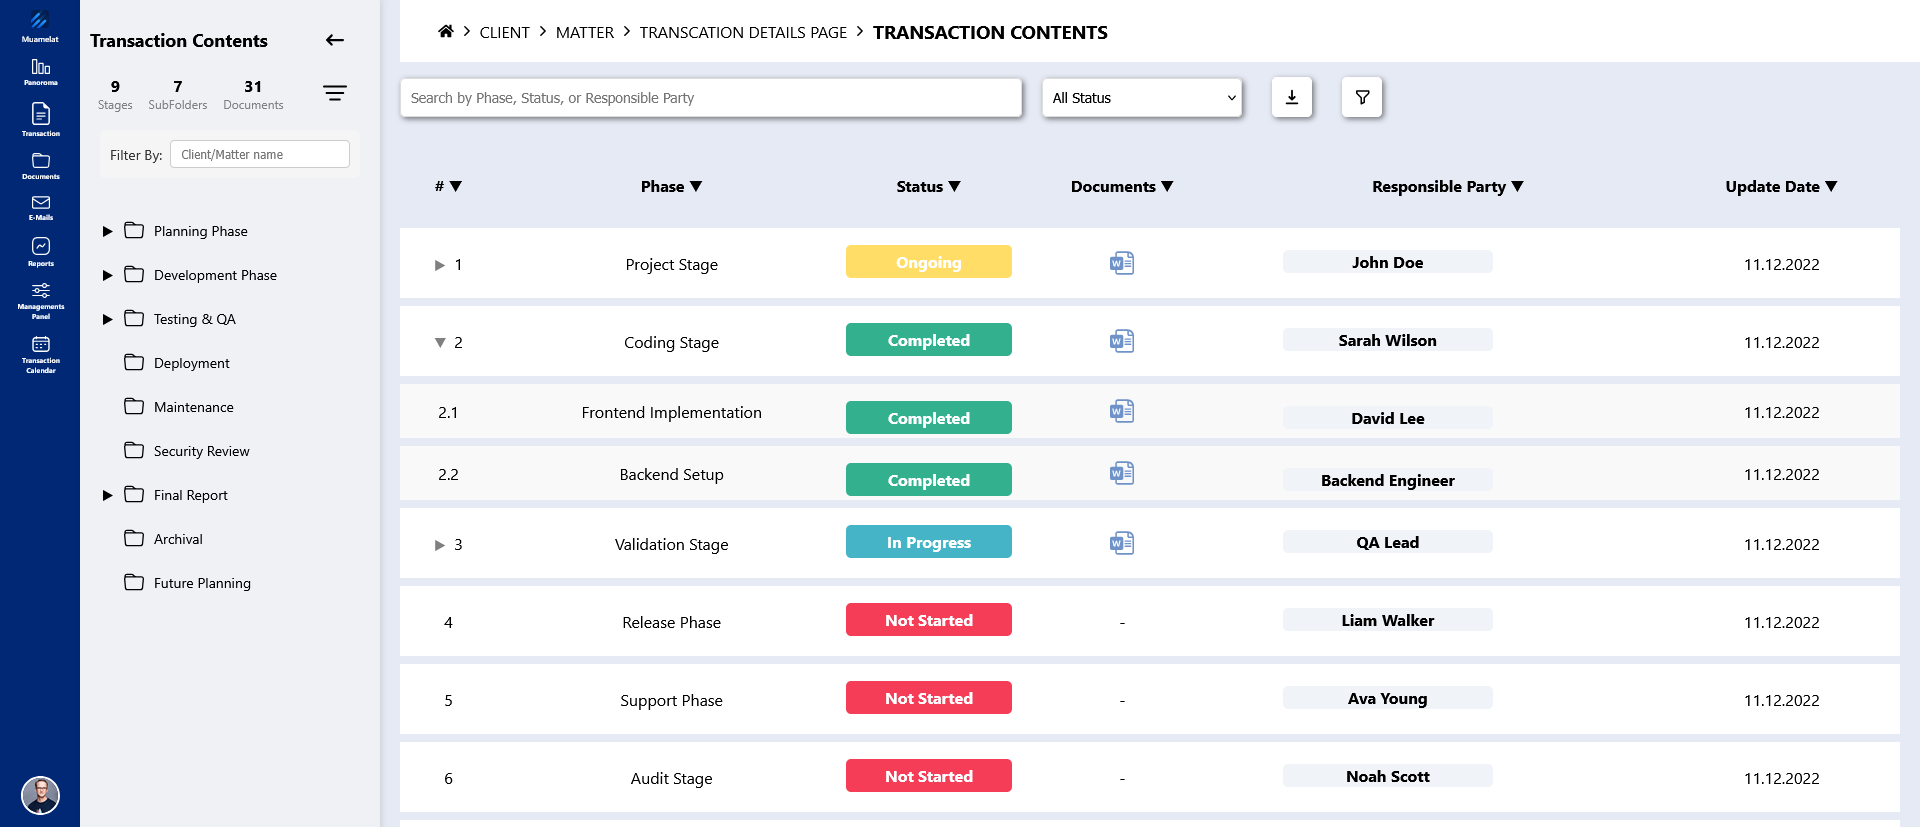 Muamelat
Panoroma
Transaction
Documents
E-Mails
Reports
Managements
Panel
Transaction
Calendar
Transaction Contents
9 7 31
Stages SubFolders Documents
Filter By: Client/Matter name
Planning Phase
Development Phase
Testing & QA
Deployment
Maintenance
Security Review
Final Report
Archival
Future Planning
CLIENT MATTER TRANSCATION DETAILS PAGE TRANSACTION CONTENTS
Search by Phase, Status, or Responsible Party All Status
# ▼ Phase ▼ Status ▼ Documents ▼ Responsible Party ▼ Update Date ▼
1 Project Stage Ongoing W John Doe 11.12.2022
2 Coding Stage Completed W Sarah Wilson 11.12.2022
2.1 Frontend Implementation Completed W David Lee 11.12.2022
2.2 Backend Setup Completed W Backend Engineer 11.12.2022
3 Validation Stage In Progress W QA Lead 11.12.2022
4 Release Phase Not Started - Liam Walker 11.12.2022
5 Support Phase Not Started - Ava Young 11.12.2022
6 Audit Stage Not Started - Noah Scott 11.12.2022